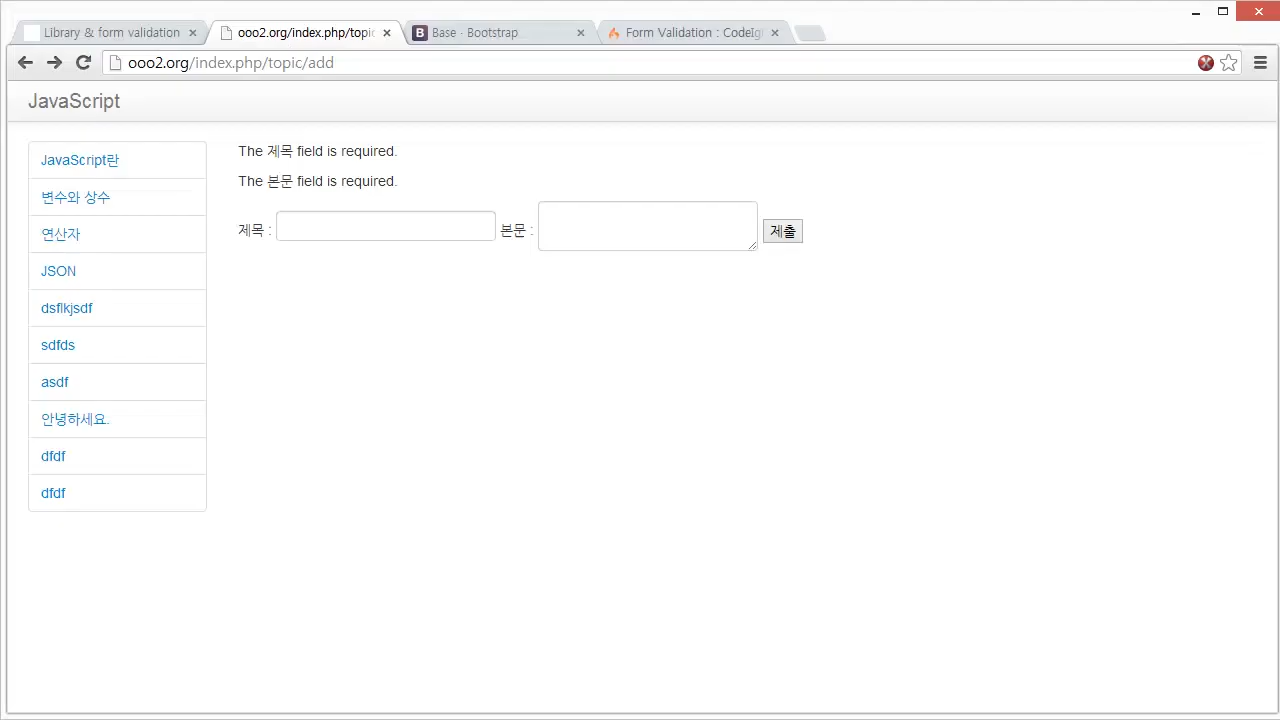 Library & form validation
ooo2.org/index.php/topic
Base · Bootstrap
Form Validation : CodeIg
ooo2.org/index.php/topic/add
JavaScript
JavaScript란
변수와 상수
연산자
JSON
dsflkjsdf
sdfds
asdf
안녕하세요.
dfdf
dfdf
The 제목 field is required.
The 본문 field is required.
제목 : 본문 : 제출